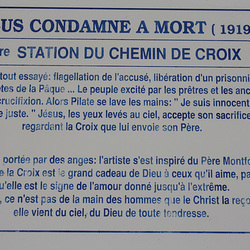 US CONDAMNE A MORT (1919
re STATION DU CHEMIN DE CROIX
tout essayé: flagellation de l'accusé, libération d'un prisonni
êtes de la Pâque ... Le peuple excité par les prêtres et les anc
crucifixion. Alors Pilate se lave les mains: " Je suis innocent
e juste. " Jésus, les yeux levés au ciel, accepte son sacrifice
regardant la Croix que lui envoie son Père.
portée par des anges: l'artiste s'est inspiré du Père Montfo
e la Croix est le grand cadeau de Dieu à ceux qu'il aime, pa
u'elle est le signe de l'amour donné jusqu'à l'extrême.
, ce n'est pas de la main des hommes que le Christ la reço
elle vient du ciel, du Dieu de toute tendresse.